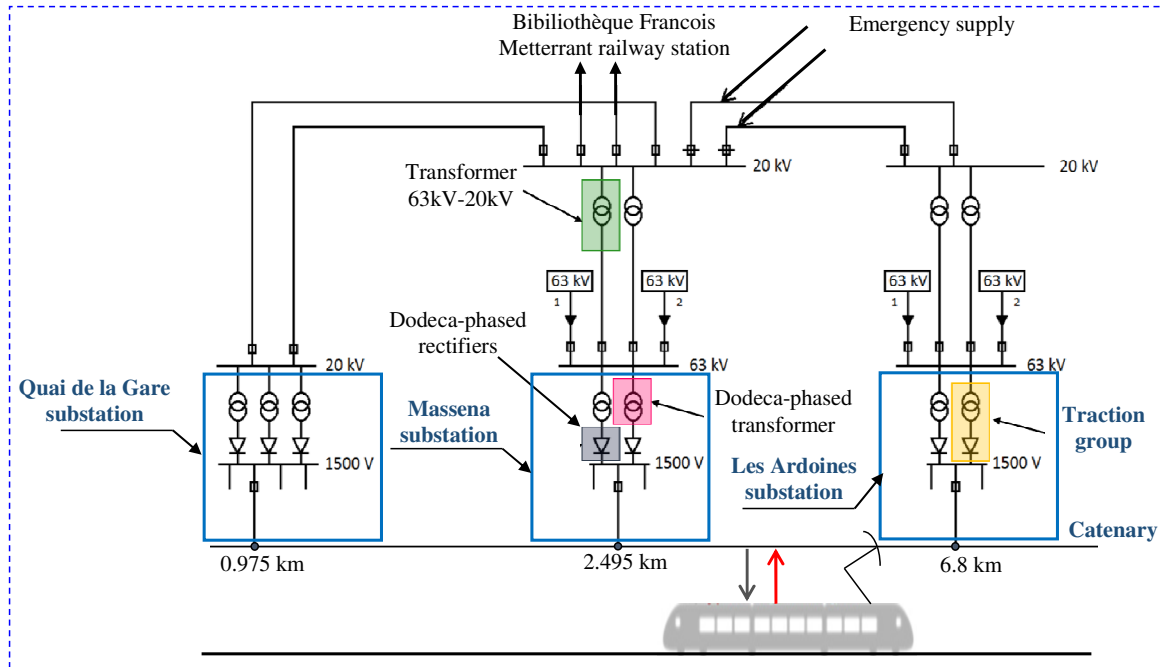 Bibiliothèque Francois
Metterrant railway station
Emergency supply
20 kV
20 kV
Transformer
63kV-20kV
63 kV
63 kV
63 kV
63 kV
1
2
1
2
Dodeca-phased
rectifiers
20 kV
63 kV
63 kV
Quai de la Gare
substation
Massena
substation
Dodeca-phased
transformer
Traction
group
1500 V
1500 V
1500 V
Les Ardoines
substation
Catenary
0.975 km
2.495 km
6.8 km